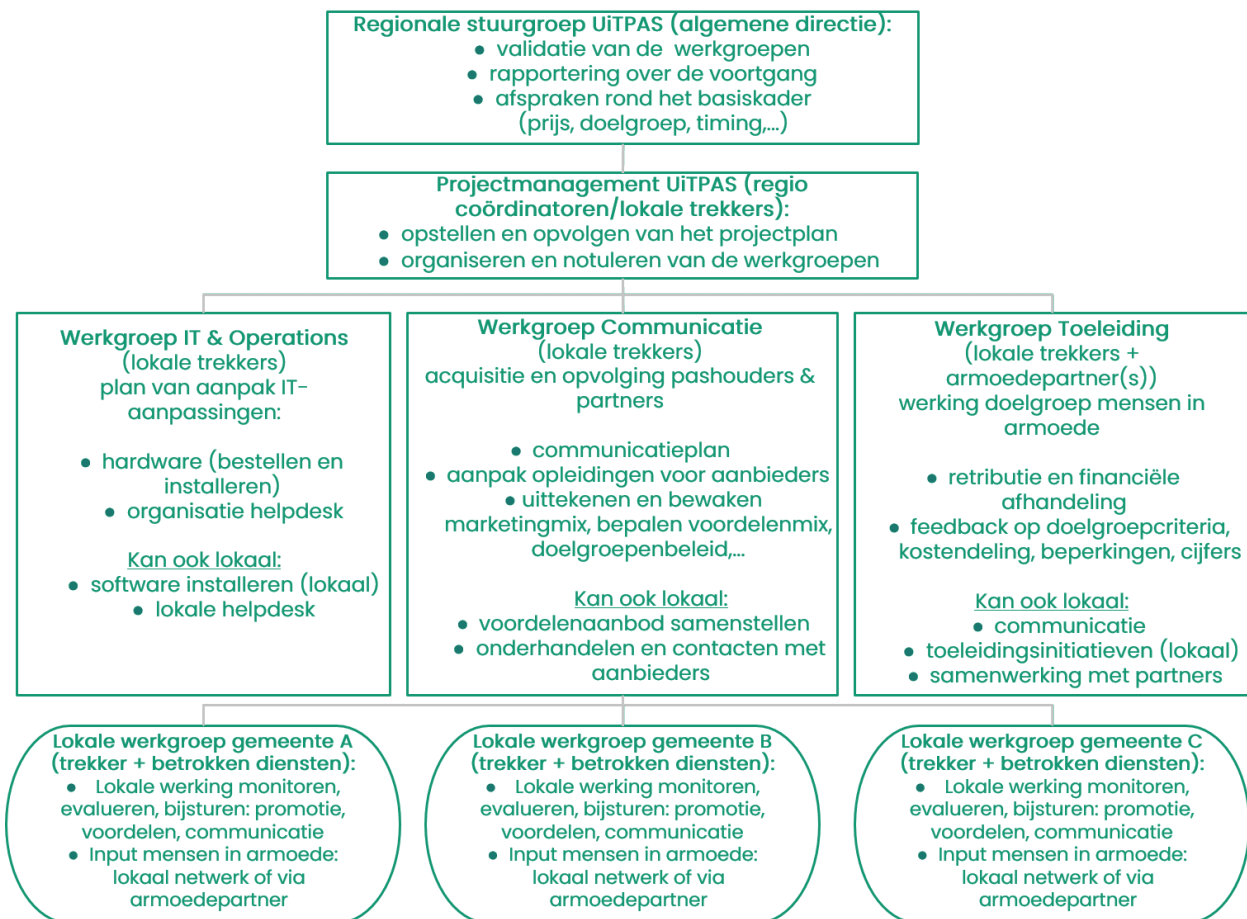 Regionale stuurgroep UiTPAS (algemene directie):
● validatie van de werkgroepen
● rapportering over de voortgang
● afspraken rond het basiskader
(prijs, doelgroep, timing,...)
Projectmanagement UiTPAS (regio
coördinatoren/lokale trekkers):
● opstellen en opvolgen van het projectplan
● organiseren en notuleren van de werkgroepen
Werkgroep IT & Operations
(lokale trekkers)
plan van aanpak IT-
aanpassingen:
● hardware (bestellen en
installeren)
● organisatie helpdesk
Kan ook lokaal:
● software installeren (lokaal)
● lokale helpdesk
Werkgroep Communicatie
(lokale trekkers)
acquisitie en opvolging pashouders &
partners
● communicatieplan
● aanpak opleidingen voor aanbieders
● uittekenen en bewaken
marketingmix, bepalen voordelenmix,
doelgroepenbeleid,...
Kan ook lokaal:
● voordelenaanbod samenstellen
● onderhandelen en contacten met
aanbieders
Werkgroep Toeleiding
(lokale trekkers +
armoedepartner(s))
werking doelgroep mensen in
armoede
● retributie en financiële
afhandeling
● feedback op doelgroepcriteria,
kostendeling, beperkingen, cijfers
Kan ook lokaal:
● communicatie
● toeleidingsinitiatieven (lokaal)
● samenwerking met partners
Lokale werkgroep gemeente A
(trekker + betrokken diensten):
● Lokale werking monitoren,
evalueren, bijsturen: promotie,
voordelen, communicatie
● Input mensen in armoede:
lokaal netwerk of via
armoedepartner
Lokale werkgroep gemeente B
(trekker + betrokken diensten):
● Lokale werking monitoren,
evalueren, bijsturen: promotie,
voordelen, communicatie
● Input mensen in armoede:
lokaal netwerk of via
armoedepartner
Lokale werkgroep gemeente C
(trekker + betrokken diensten):
● Lokale werking monitoren,
evalueren, bijsturen: promotie,
voordelen, communicatie
● Input mensen in armoede:
lokaal netwerk of via
armoedepartner